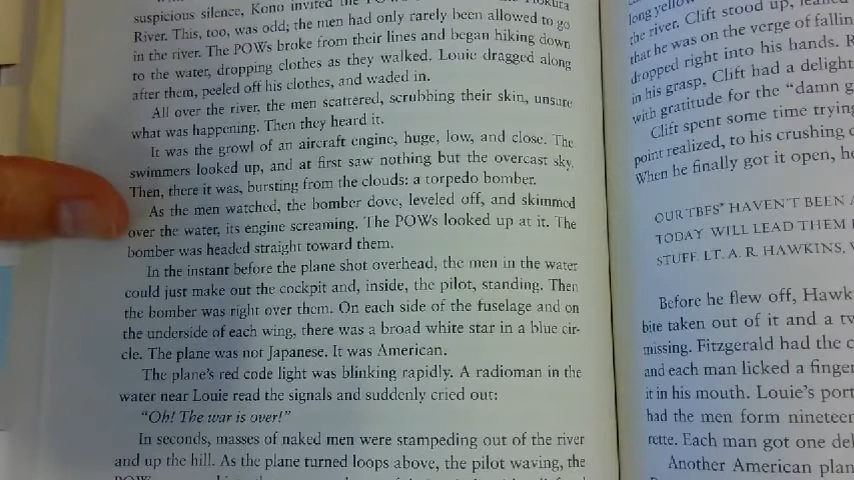 suspicious silence, Kono invited the
River. This, too, was odd; the men had only rarely been allowed to go
in the river. The POWs broke from their lines and began hiking down
to the water, dropping clothes as they walked. Louie dragged along
after them, peeled off his clothes, and waded in.
All over the river, the men scattered, scrubbing their skin, unsure
what was happening. Then they heard it.
It was the growl of an aircraft engine, huge, low, and close. The
swimmers looked up, and at first saw nothing but the overcast sky.
Then, there it was, bursting from the clouds: a torpedo bomber.
As the men watched, the bomber dove, leveled off, and skimmed
over the water, its engine screaming. The POWs looked up at it. The
bomber was headed straight toward them.
In the instant before the plane shot overhead, the men in the water
could just make out the cockpit and, inside, the pilot, standing. Then
the bomber was right over them. On each side of the fuselage and on
the underside of each wing, there was a broad white star in a blue cir-
cle. The plane was not Japanese. It was American.
The plane's red code light was blinking rapidly. A radioman in the
water near Louie read the signals and suddenly cried out:
"Oh! The war is over!"
In seconds, masses of naked men were stampeding out of the river
and up the hill. As the plane turned loops above, the pilot waving, the
long yellow
the river. Clift stood up,
that he was on the verge of
dropped right into his hands.
in his grasp, Clift had a
with gratitude for the "damn
Clift spent some time trying
point realized, to his crushing
When he finally got it open,
OUR TBFS* HAVEN'T BEEN
TODAY WILL LEAD THEM
STUFF. LT. A. R. HAWKINS,
Before he flew off,
bite taken out of it and a
missing. Fitzgerald had the
and each man licked a finger
it in his mouth. Louie's
had the men form nineteen
rette. Each man got one
Another American